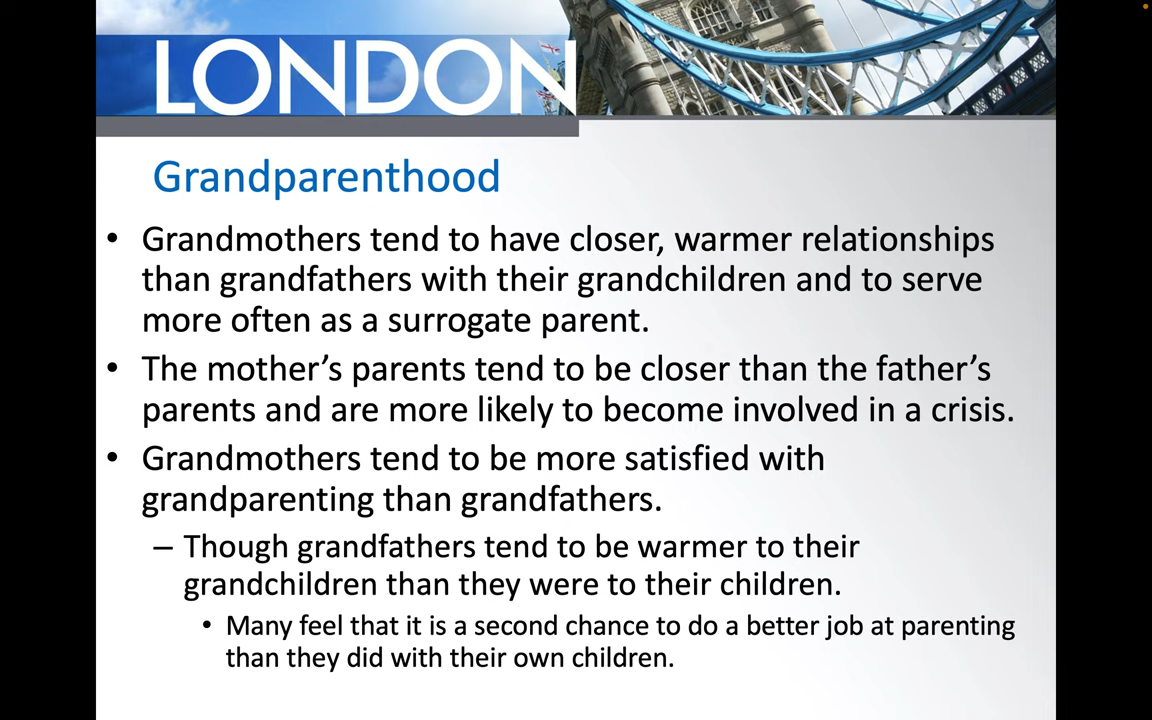 LONDON
Grandparenthood
• Grandmothers tend to have closer, warmer relationships
than grandfathers with their grandchildren and to serve
more often as a surrogate parent.
• The mother’s parents tend to be closer than the father’s
parents and are more likely to become involved in a crisis.
• Grandmothers tend to be more satisfied with
grandparenting than grandfathers.
– Though grandfathers tend to be warmer to their
grandchildren than they were to their children.
• Many feel that it is a second chance to do a better job at parenting
than they did with their own children.